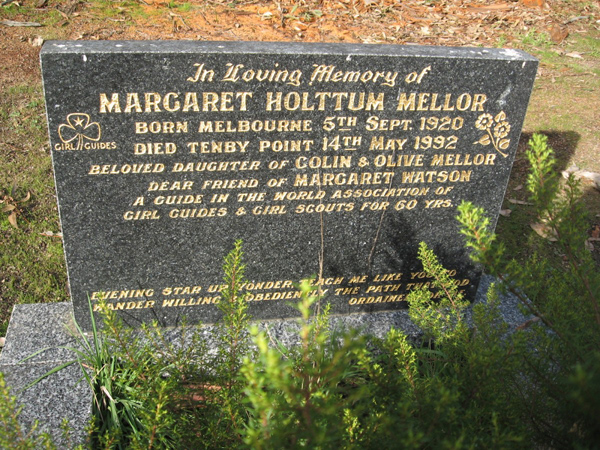 In Loving Memory of
MARGARET HOLTTUM MELLOR
BORN MELBOURNE 5TH SEPT. 1920
DIED TENBY POINT 14TH MAY 1992
BELOVED DAUGHTER OF COLIN & OLIVE MELLOR
DEAR FRIEND OF MARGARET WATSON
A GUIDE IN THE WORLD ASSOCIATION OF
GIRL GUIDES & GIRL SCOUTS FOR 60 YRS.
GIRL GUIDES
EVENING STAR UP YONDER, TEACH ME LIKE YOU TO
WANDER WILLING & OBEDIENTLY THE PATH THAT GOD
ORDAINED